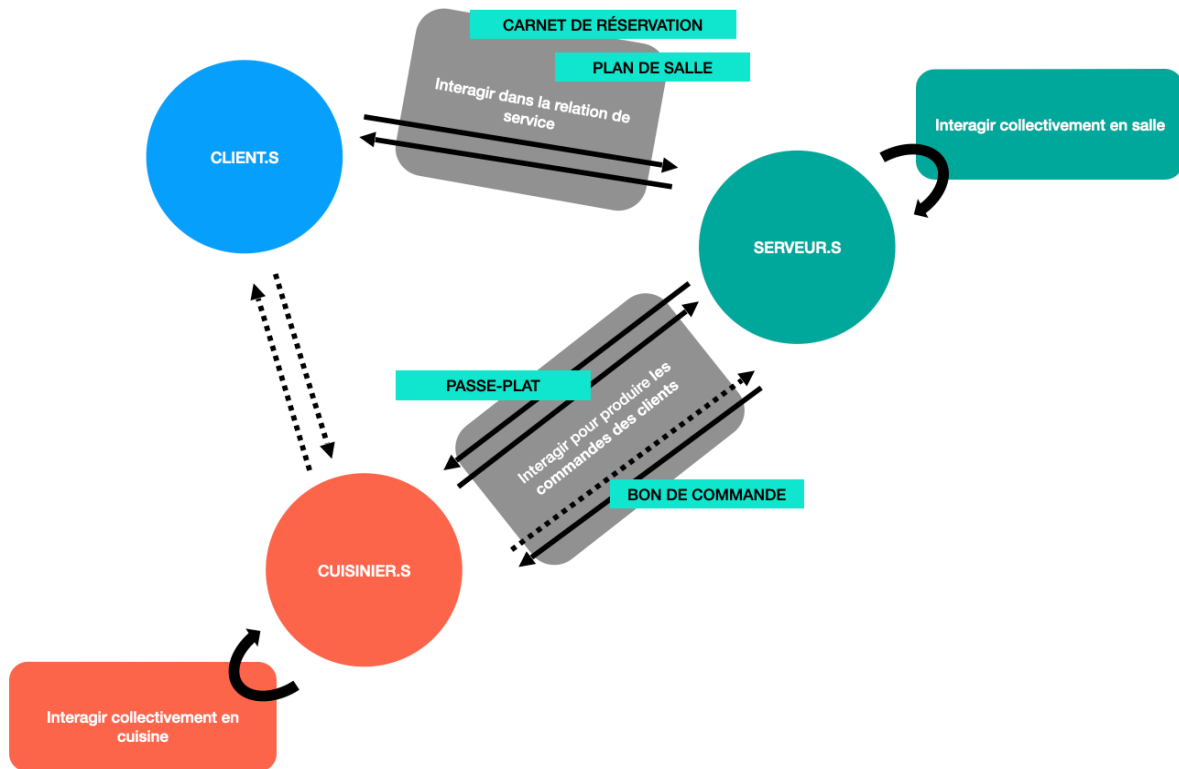 CARNET DE RÉSERVATION
PLAN DE SALLE
Interagir dans la relation de
service
Interagir collectivement en salle
CLIENT.S
SERVEUR.S
PASSE-PLAT
Interagir pour produire les
commandes des clients
BON DE COMMANDE
CUISINIER.S
Interagir collectivement en
cuisine